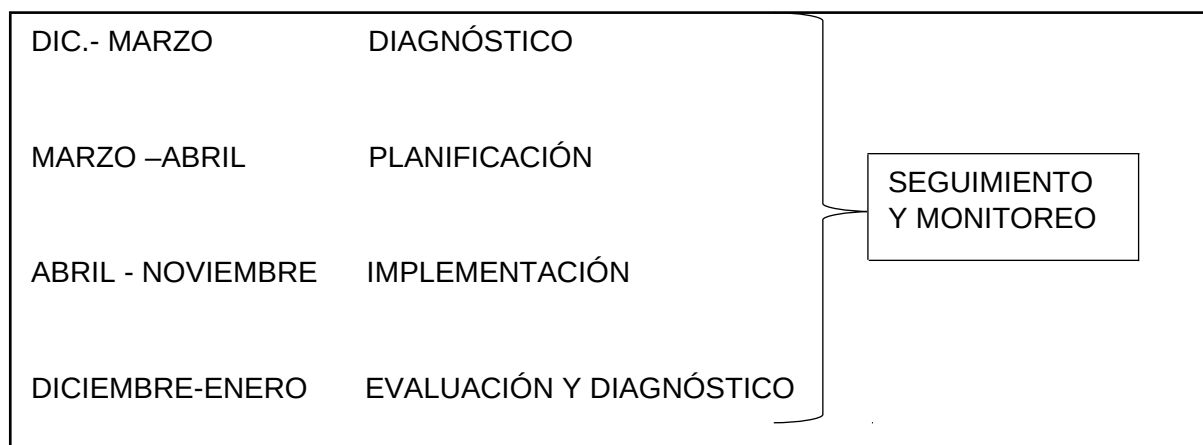 DIC.- MARZO DIAGNÓSTICO
MARZO –ABRIL PLANIFICACIÓN
SEGUIMIENTO
Y MONITOREO
ABRIL - NOVIEMBRE IMPLEMENTACIÓN
DICIEMBRE-ENERO EVALUACIÓN Y DIAGNÓSTICO